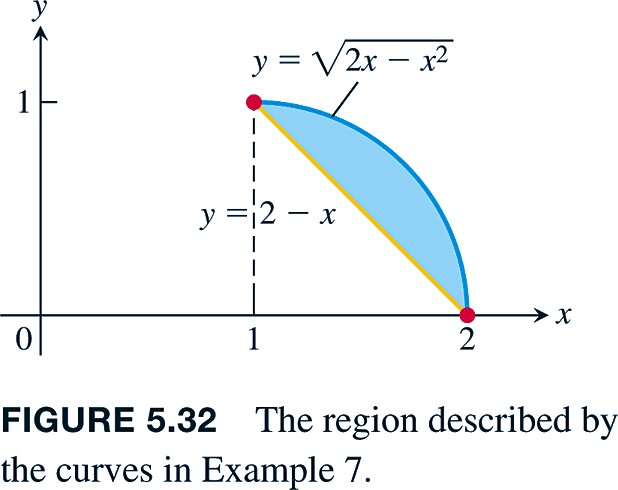 y
y = √(2x − x²)
1
y = 2 − x
x
0
1
2
FIGURE 5.32 The region described by
the curves in Example 7.